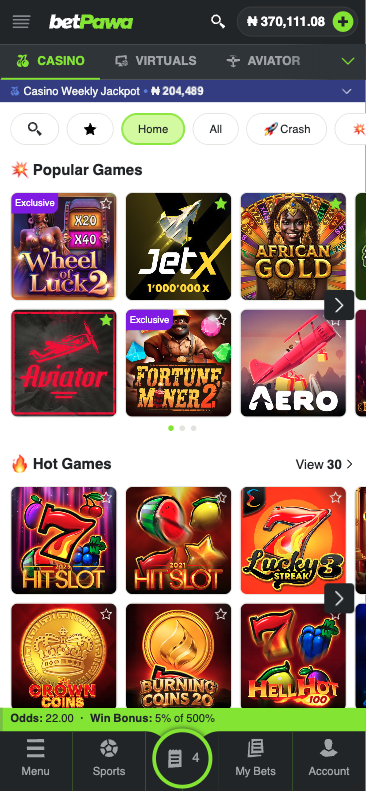 betPawa
₦ 370,111.08
CASINO
VIRTUALS
AVIATOR
Casino Weekly Jackpot • ₦ 204,489
Home
All
🚀 Crash
💥 Popular Games
Exclusive
X20
X40
Wheel
of
Luck 2
JetX
1'000'000 X
AFRICAN
GOLD
Aviator
Exclusive
FORTUNE
MINER 2
AERO
🔥 Hot Games
View 30
2023
HIT SLOT
2021
HIT SLOT
Lucky 3
STREAK
CROWN
COINS
BURNING
COINS 20
HELL HOT
100
Odds: 22.00 · Win Bonus: 5% of 500%
4
Menu
Sports
My Bets
Account